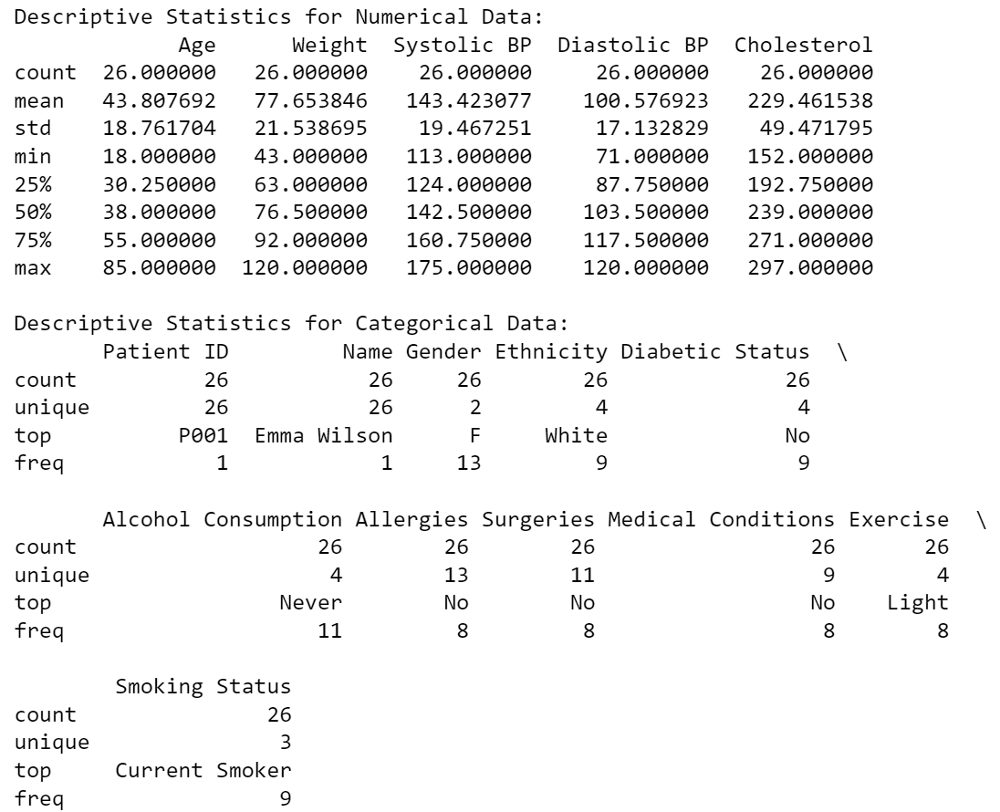 Descriptive Statistics for Numerical Data:
             Age      Weight  Systolic BP  Diastolic BP  Cholesterol
count  26.000000   26.000000    26.000000     26.000000    26.000000
mean   43.807692   77.653846   143.423077    100.576923   229.461538
std    18.761704   21.538695    19.467251     17.132829    49.471795
min    18.000000   43.000000   113.000000     71.000000   152.000000
25%    30.250000   63.000000   124.000000     87.750000   192.750000
50%    38.000000   76.500000   142.500000    103.500000   239.000000
75%    55.000000   92.000000   160.750000    117.500000   271.000000
max    85.000000  120.000000   175.000000    120.000000   297.000000

Descriptive Statistics for Categorical Data:
       Patient ID         Name Gender Ethnicity Diabetic Status  \
count          26           26     26        26              26
unique         26           26      2         4               4
top          P001  Emma Wilson      F     White              No
freq            1            1     13         9               9

       Alcohol Consumption Allergies Surgeries Medical Conditions Exercise  \
count                   26        26        26                 26       26
unique                   4        13        11                  9        4
top                  Never        No        No                 No    Light
freq                    11         8         8                  8        8

        Smoking Status
count               26
unique               3
top     Current Smoker
freq                 9